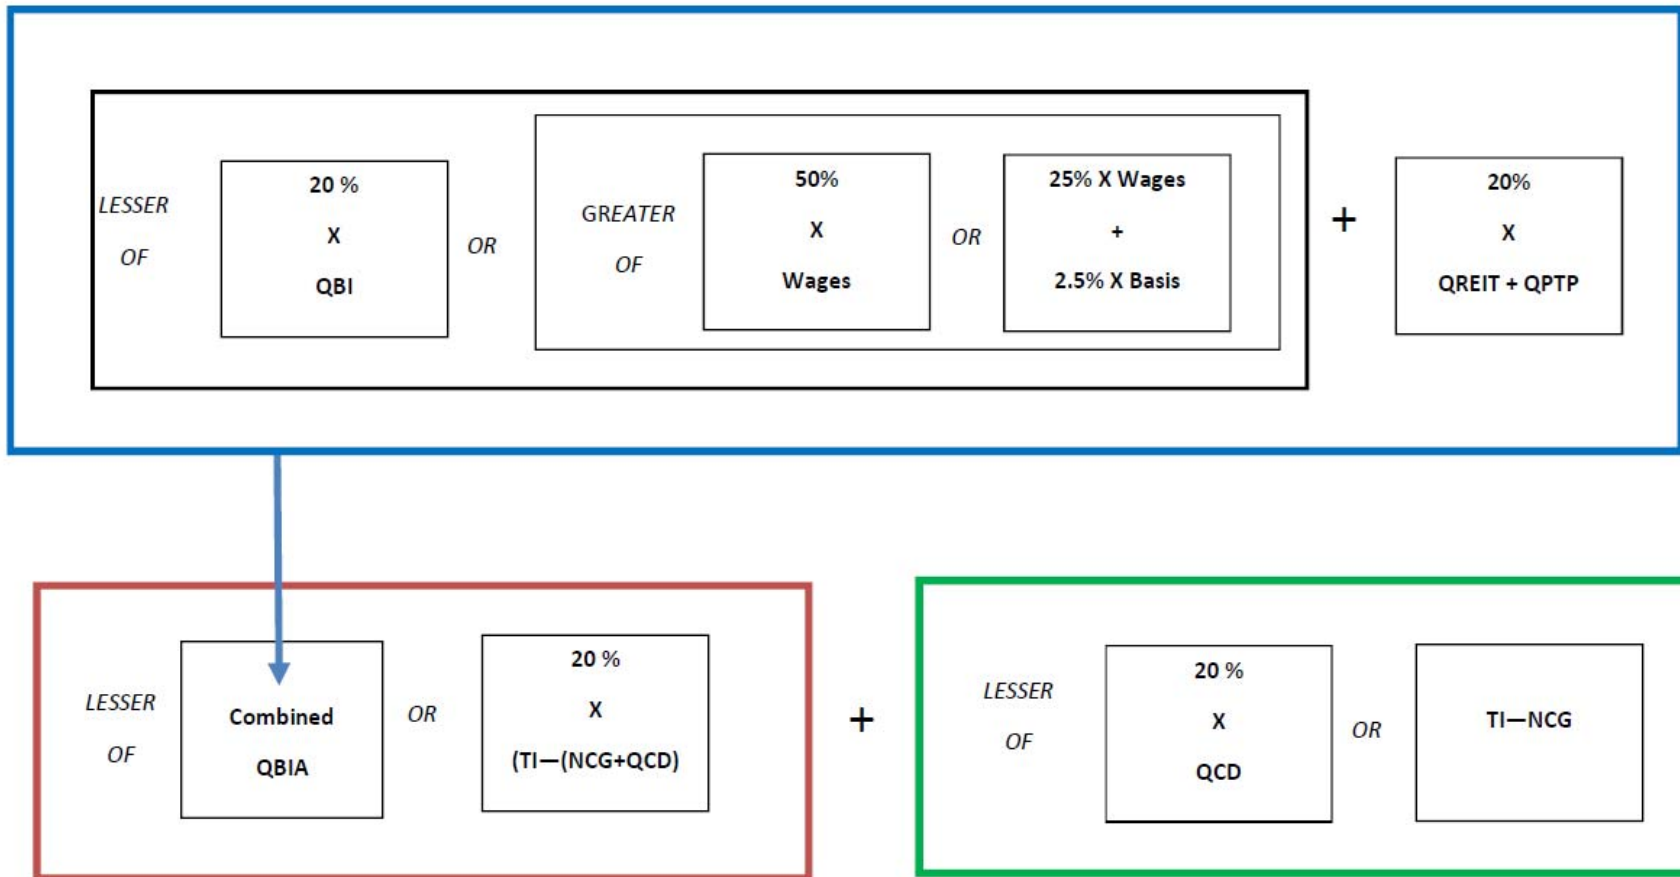 LESSER
OF
20 %
X
QBI
OR
GREATER
OF
50%
X
Wages
OR
25% X Wages
+
2.5% X Basis
+
20%
X
QREIT + QPTP
LESSER
OF
Combined
QBIA
OR
20 %
X
(TI—(NCG+QCD)
+
LESSER
OF
20 %
X
QCD
OR
TI—NCG